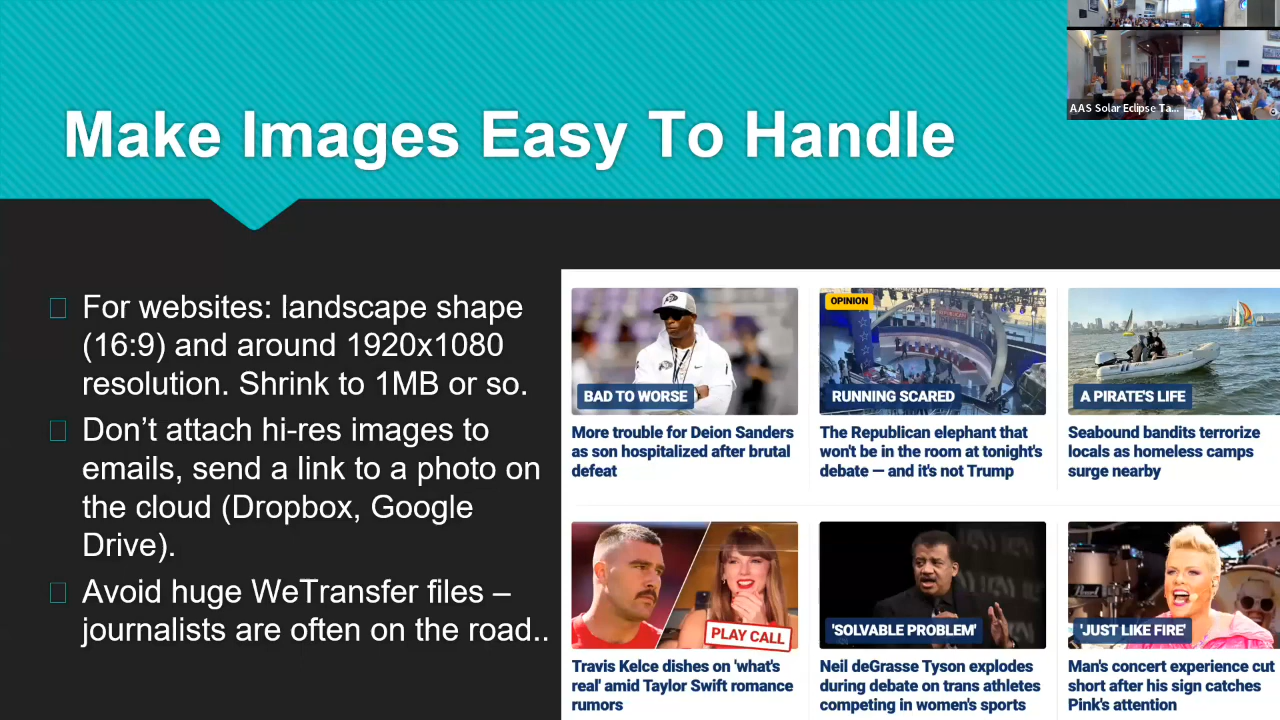 AAS Solar Eclipse Ta...
Make Images Easy To Handle
For websites: landscape shape
(16:9) and around 1920x1080
resolution. Shrink to 1MB or so.
Don’t attach hi-res images to
emails, send a link to a photo on
the cloud (Dropbox, Google
Drive).
Avoid huge WeTransfer files –
journalists are often on the road..
BAD TO WORSE
More trouble for Deion Sanders
as son hospitalized after brutal
defeat
OPINION
RUNNING SCARED
The Republican elephant that
won't be in the room at tonight's
debate — and it's not Trump
A PIRATE'S LIFE
Seabound bandits terrorize
locals as homeless camps
surge nearby
PLAY CALL
Travis Kelce dishes on 'what's
real' amid Taylor Swift romance
rumors
'SOLVABLE PROBLEM'
Neil deGrasse Tyson explodes
during debate on trans athletes
competing in women's sports
Pearl
'JUST LIKE FIRE'
Man's concert experience cut
short after his sign catches
Pink's attention